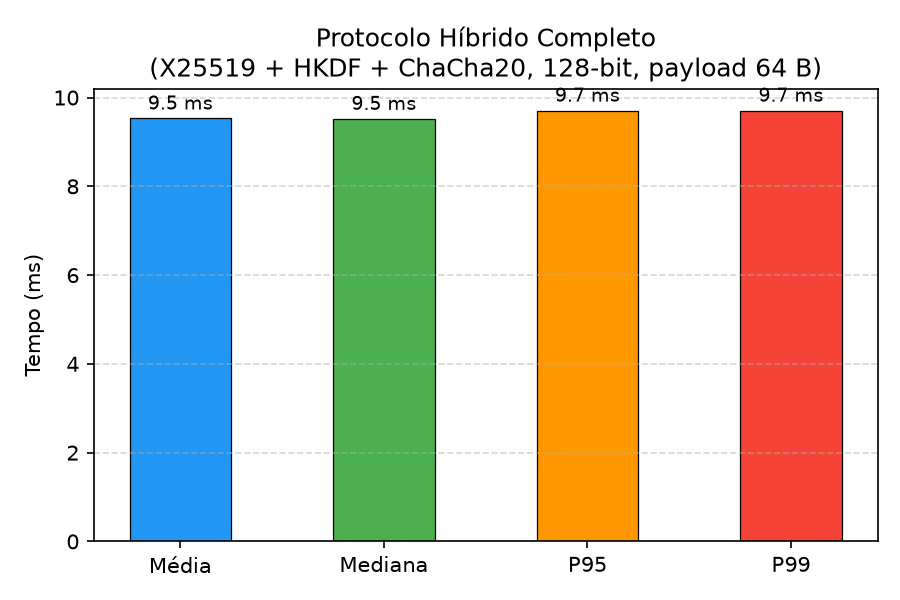 Protocolo Híbrido Completo
(X25519 + HKDF + ChaCha20, 128-bit, payload 64 B)
10
9.5 ms
9.5 ms
9.7 ms
9.7 ms
8
6
4
2
0
Tempo (ms)
Média
Mediana
P95
P99